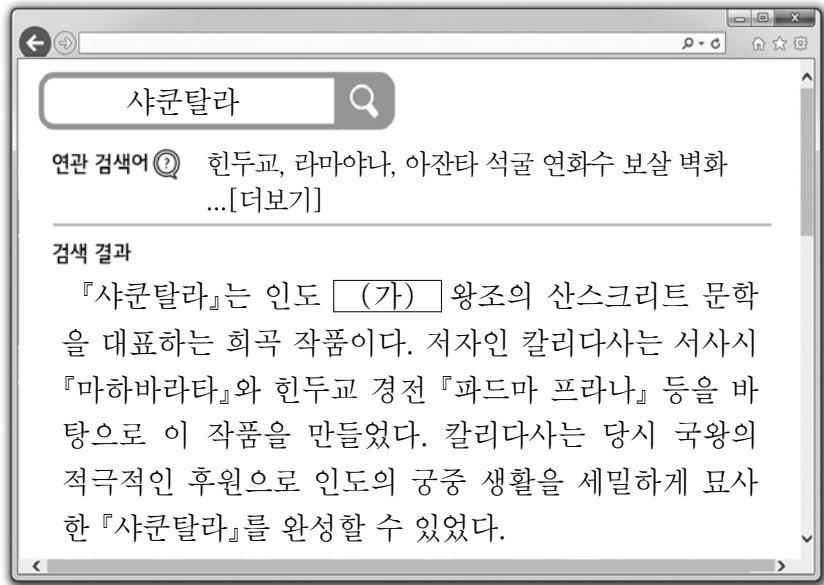 샤쿤탈라
연관 검색어 ? 힌두교, 라마야나, 아잔타 석굴 연화수 보살 벽화
...[더보기]
검색 결과
『샤쿤탈라』는 인도 (가) 왕조의 산스크리트 문학
을 대표하는 희곡 작품이다. 저자인 칼리다사는 서사시
『마하바라타』와 힌두교 경전 『파드마 프라나』 등을 바
탕으로 이 작품을 만들었다. 칼리다사는 당시 국왕의
적극적인 후원으로 인도의 궁중 생활을 세밀하게 묘사
한 『샤쿤탈라』를 완성할 수 있었다.